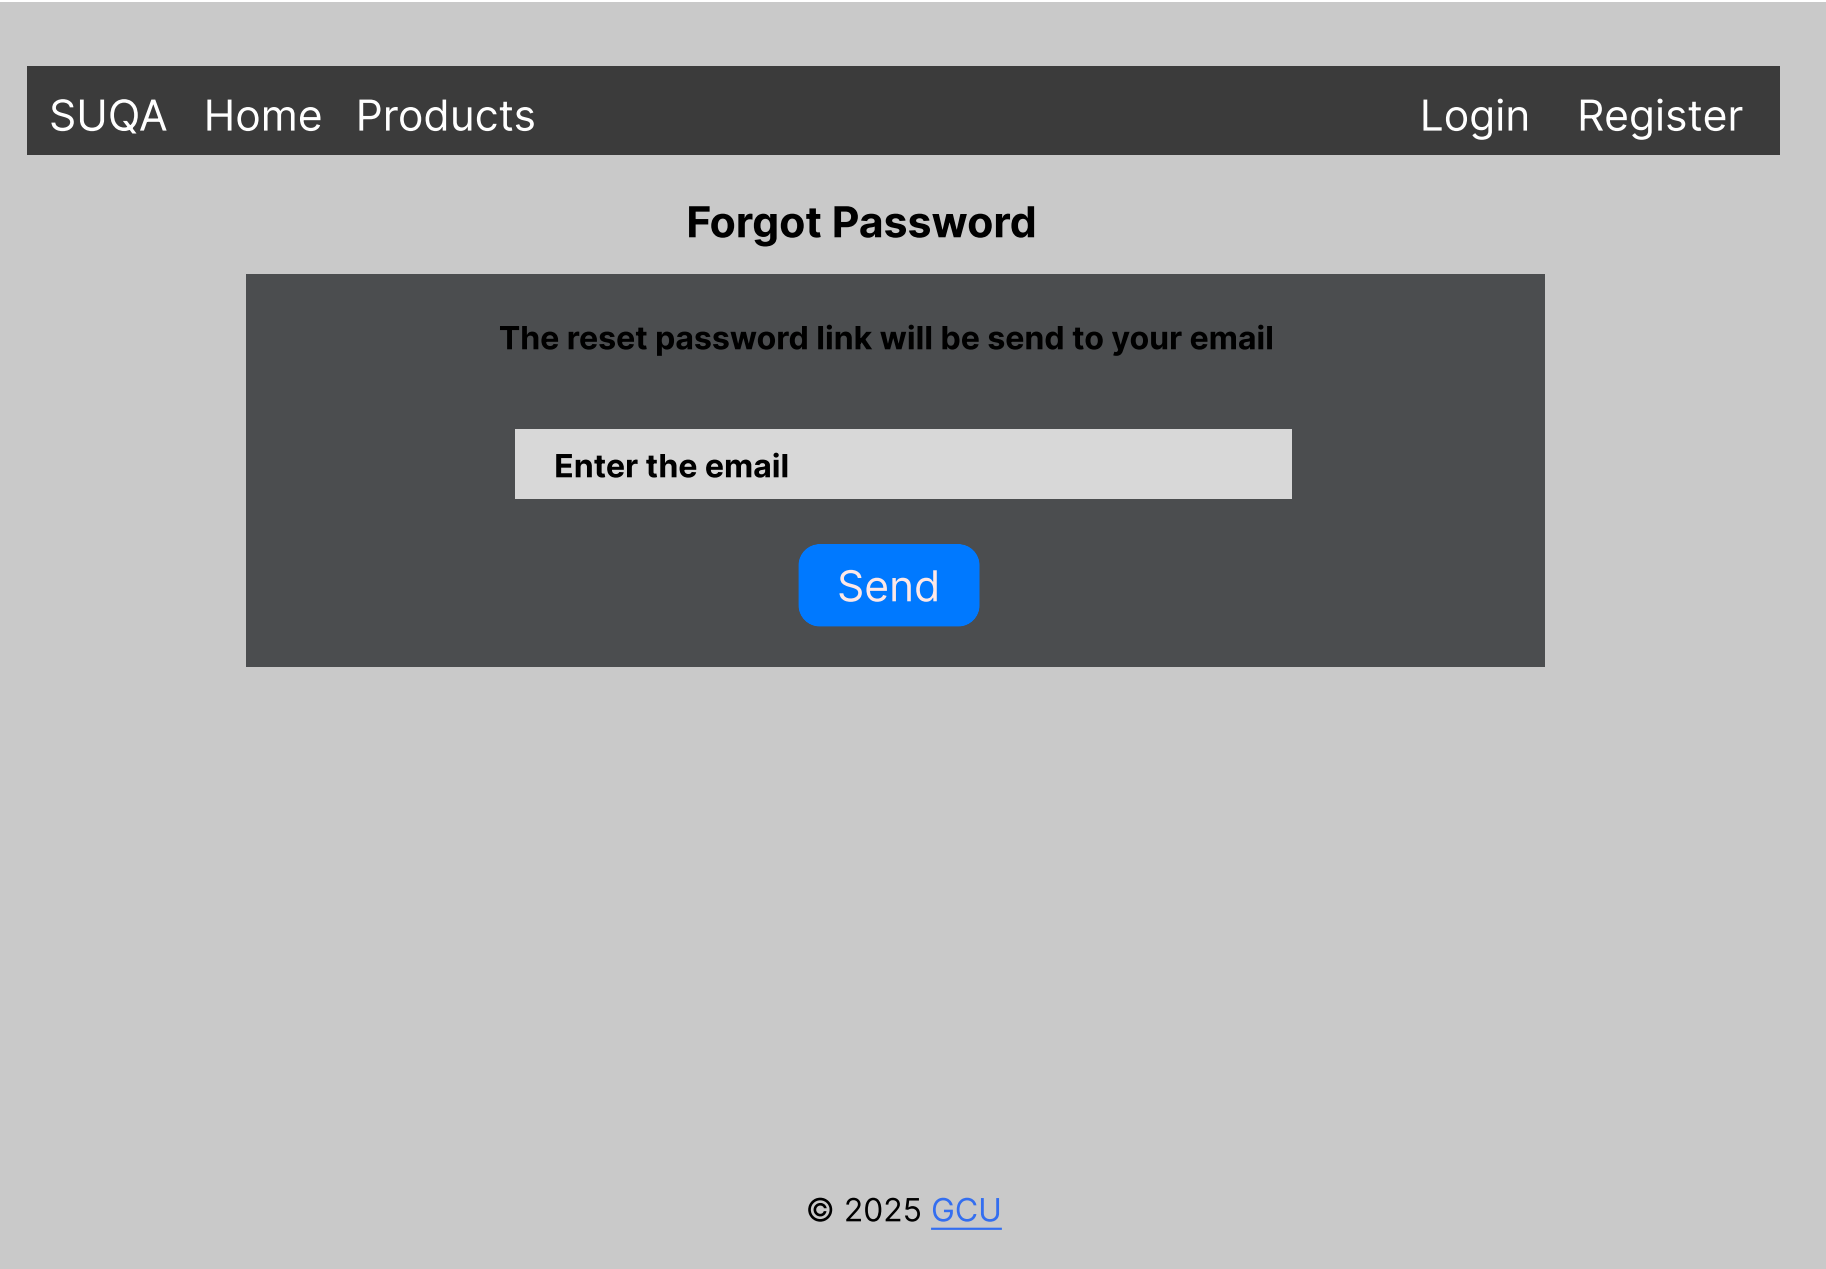 SUQA Home Products Login Register
Forgot Password
The reset password link will be send to your email
Enter the email
Send
© 2025 GCU